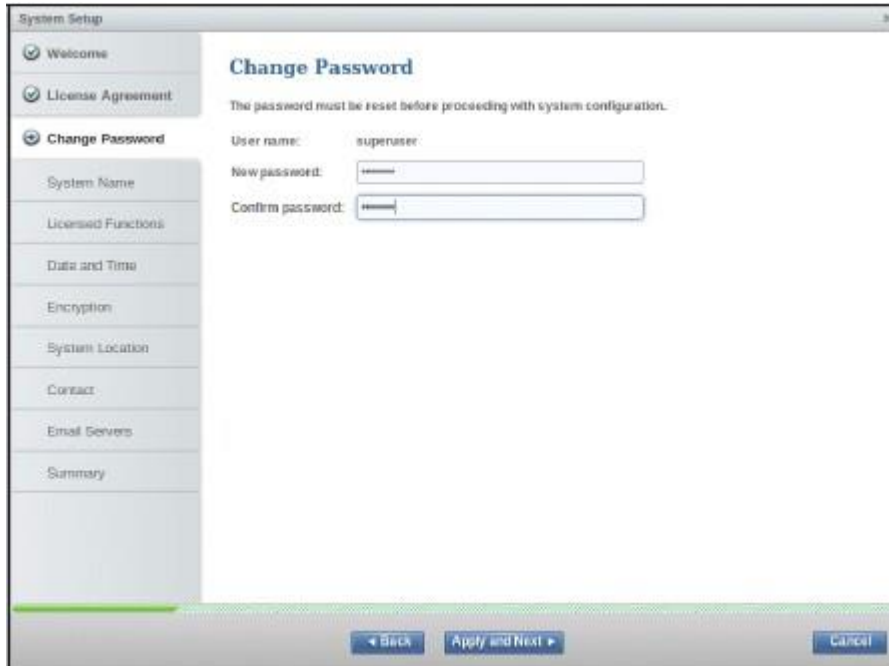 System Setup
Welcome
License Agreement
Change Password
System Name
Licensed Functions
Date and Time
Encryption
System Location
Contact
Email Servers
Summary
Change Password
The password must be reset before proceeding with system configuration.
User name: superuser
New password:
Confirm password:
Back
Apply and Next
Cancel